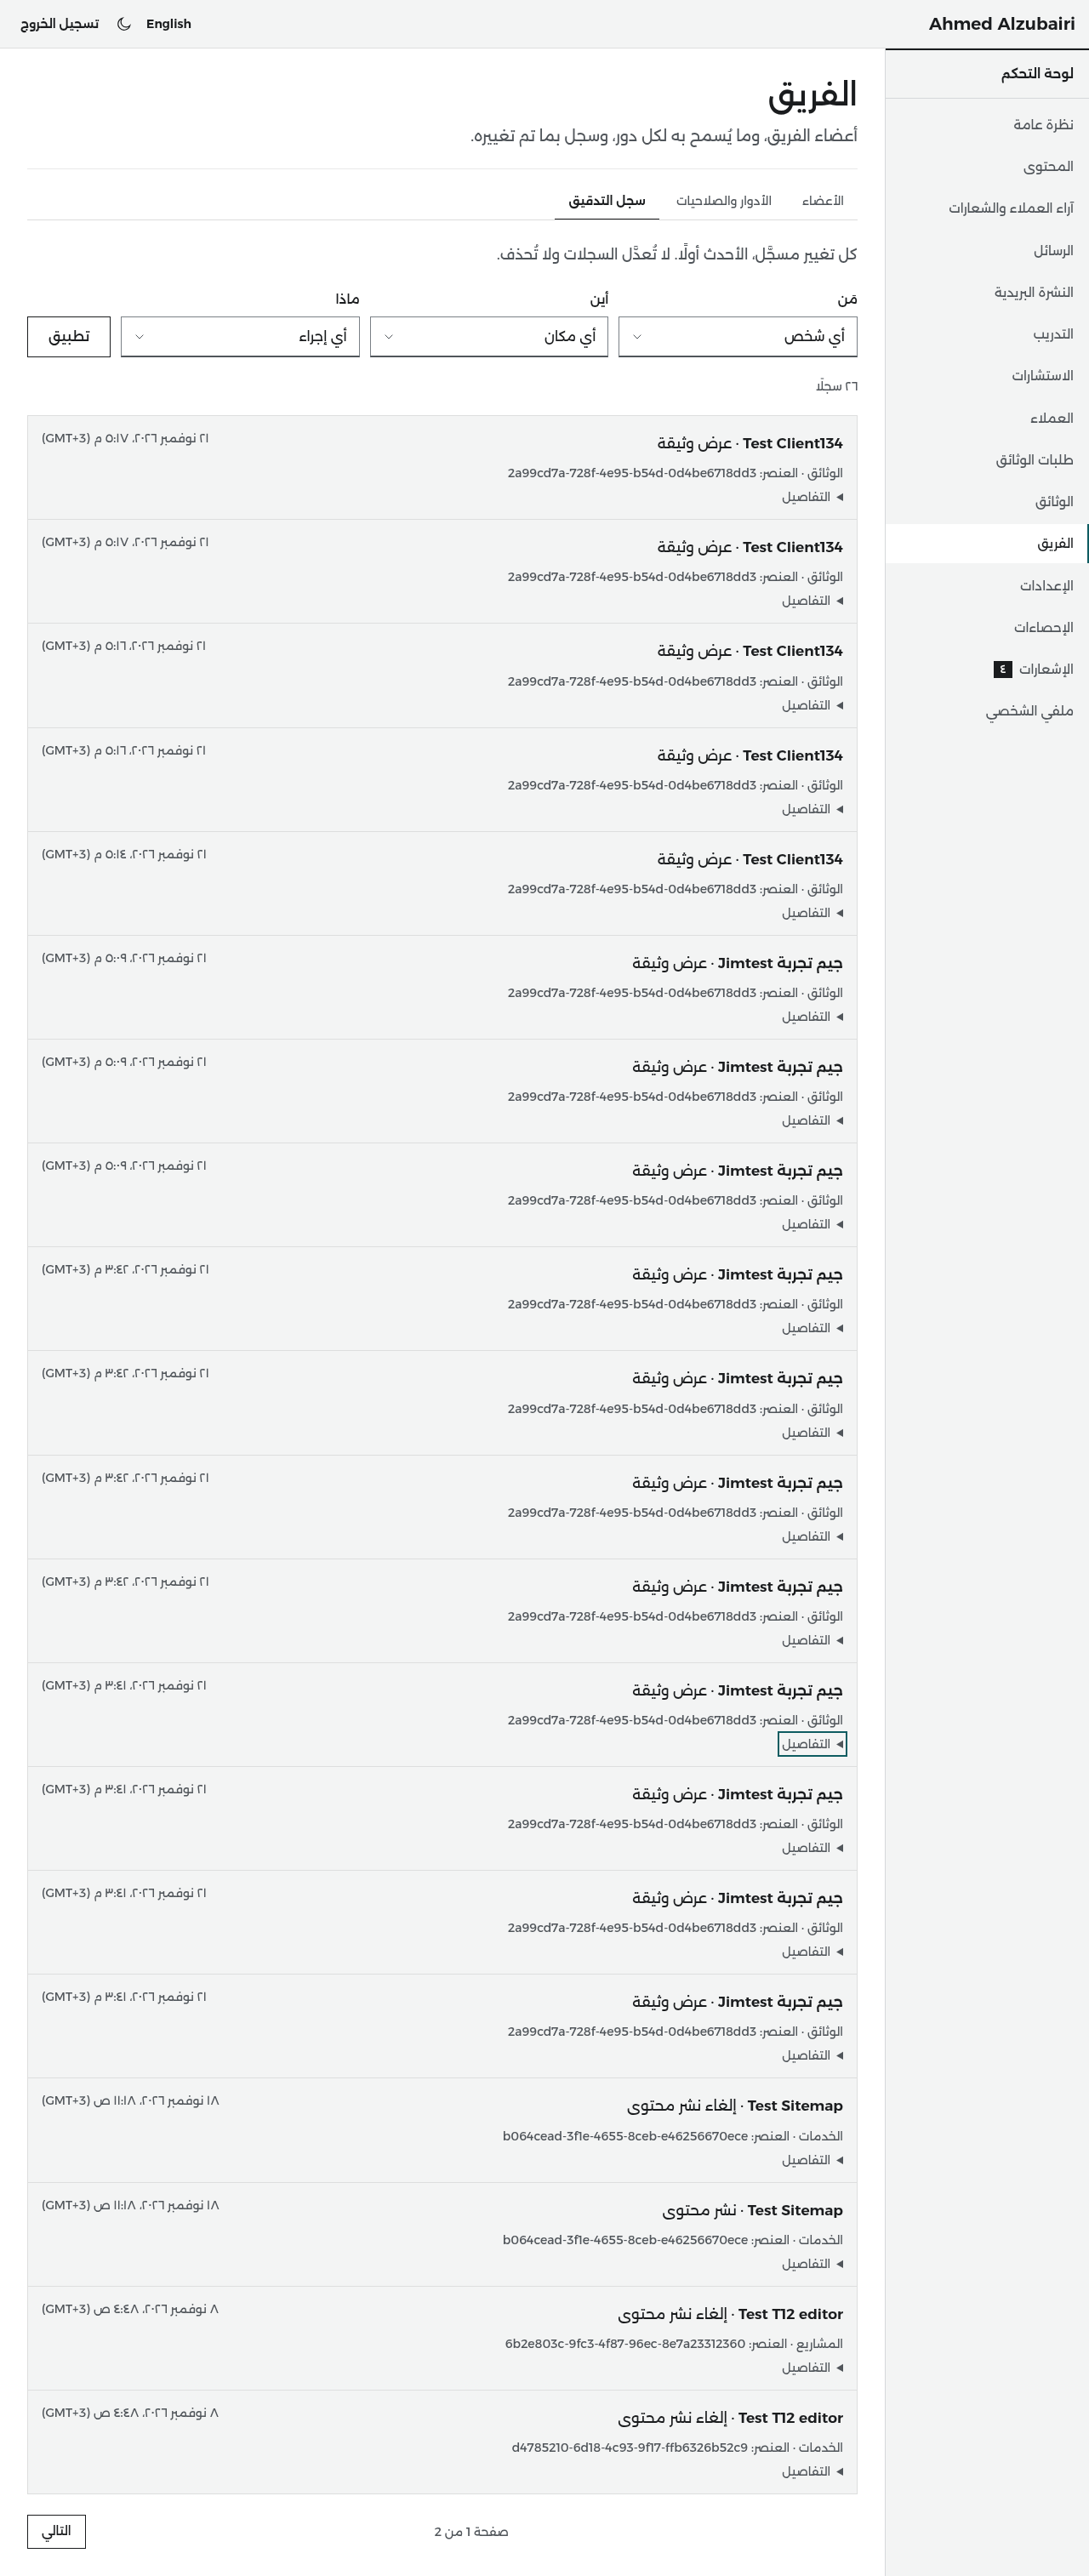 Ahmed Alzubairi
English
تسجيل الخروج
لوحة التحكم
نظرة عامة
المحتوى
آراء العملاء والشعارات
الرسائل
النشرة البريدية
التدريب
الاستشارات
العملاء
طلبات الوثائق
الوثائق
الفريق
الإعدادات
الإحصاءات
الإشعارات ٤
ملفي الشخصي
الفريق
أعضاء الفريق، وما يُسمح به لكل دور، وسجل بما تم تغييره.
الأعضاء
الأدوار والصلاحيات
سجل التدقيق
كل تغيير مسجَّل، الأحدث أولًا. لا تُعدَّل السجلات ولا تُحذف.
مَن
أين
ماذا
أي شخص
أي مكان
أي إجراء
تطبيق
٢٦ سجلًا
Test Client134 · عرض وثيقة
٢١ نوفمبر ٢٠٢٦، ٥:١٧ م (GMT+3)
الوثائق · العنصر: 2a99cd7a-728f-4e95-b54d-0d4be6718dd3
التفاصيل
Test Client134 · عرض وثيقة
٢١ نوفمبر ٢٠٢٦، ٥:١٧ م (GMT+3)
الوثائق · العنصر: 2a99cd7a-728f-4e95-b54d-0d4be6718dd3
التفاصيل
Test Client134 · عرض وثيقة
٢١ نوفمبر ٢٠٢٦، ٥:١٦ م (GMT+3)
الوثائق · العنصر: 2a99cd7a-728f-4e95-b54d-0d4be6718dd3
التفاصيل
Test Client134 · عرض وثيقة
٢١ نوفمبر ٢٠٢٦، ٥:١٦ م (GMT+3)
الوثائق · العنصر: 2a99cd7a-728f-4e95-b54d-0d4be6718dd3
التفاصيل
Test Client134 · عرض وثيقة
٢١ نوفمبر ٢٠٢٦، ٥:١٤ م (GMT+3)
الوثائق · العنصر: 2a99cd7a-728f-4e95-b54d-0d4be6718dd3
التفاصيل
جيم تجربة Jimtest · عرض وثيقة
٢١ نوفمبر ٢٠٢٦، ٥:٠٩ م (GMT+3)
الوثائق · العنصر: 2a99cd7a-728f-4e95-b54d-0d4be6718dd3
التفاصيل
جيم تجربة Jimtest · عرض وثيقة
٢١ نوفمبر ٢٠٢٦، ٥:٠٩ م (GMT+3)
الوثائق · العنصر: 2a99cd7a-728f-4e95-b54d-0d4be6718dd3
التفاصيل
جيم تجربة Jimtest · عرض وثيقة
٢١ نوفمبر ٢٠٢٦، ٥:٠٩ م (GMT+3)
الوثائق · العنصر: 2a99cd7a-728f-4e95-b54d-0d4be6718dd3
التفاصيل
جيم تجربة Jimtest · عرض وثيقة
٢١ نوفمبر ٢٠٢٦، ٣:٤٢ م (GMT+3)
الوثائق · العنصر: 2a99cd7a-728f-4e95-b54d-0d4be6718dd3
التفاصيل
جيم تجربة Jimtest · عرض وثيقة
٢١ نوفمبر ٢٠٢٦، ٣:٤٢ م (GMT+3)
الوثائق · العنصر: 2a99cd7a-728f-4e95-b54d-0d4be6718dd3
التفاصيل
جيم تجربة Jimtest · عرض وثيقة
٢١ نوفمبر ٢٠٢٦، ٣:٤٢ م (GMT+3)
الوثائق · العنصر: 2a99cd7a-728f-4e95-b54d-0d4be6718dd3
التفاصيل
جيم تجربة Jimtest · عرض وثيقة
٢١ نوفمبر ٢٠٢٦، ٣:٤٢ م (GMT+3)
الوثائق · العنصر: 2a99cd7a-728f-4e95-b54d-0d4be6718dd3
التفاصيل
جيم تجربة Jimtest · عرض وثيقة
٢١ نوفمبر ٢٠٢٦، ٣:٤١ م (GMT+3)
الوثائق · العنصر: 2a99cd7a-728f-4e95-b54d-0d4be6718dd3
التفاصيل
جيم تجربة Jimtest · عرض وثيقة
٢١ نوفمبر ٢٠٢٦، ٣:٤١ م (GMT+3)
الوثائق · العنصر: 2a99cd7a-728f-4e95-b54d-0d4be6718dd3
التفاصيل
جيم تجربة Jimtest · عرض وثيقة
٢١ نوفمبر ٢٠٢٦، ٣:٤١ م (GMT+3)
الوثائق · العنصر: 2a99cd7a-728f-4e95-b54d-0d4be6718dd3
التفاصيل
جيم تجربة Jimtest · عرض وثيقة
٢١ نوفمبر ٢٠٢٦، ٣:٤١ م (GMT+3)
الوثائق · العنصر: 2a99cd7a-728f-4e95-b54d-0d4be6718dd3
التفاصيل
Test Sitemap · إلغاء نشر محتوى
١٨ نوفمبر ٢٠٢٦، ١١:١٨ ص (GMT+3)
الخدمات · العنصر: b064cead-3f1e-4655-8ceb-e46256670ece
التفاصيل
Test Sitemap · نشر محتوى
١٨ نوفمبر ٢٠٢٦، ١١:١٨ ص (GMT+3)
الخدمات · العنصر: b064cead-3f1e-4655-8ceb-e46256670ece
التفاصيل
Test T12 editor · إلغاء نشر محتوى
٨ نوفمبر ٢٠٢٦، ٤:٤٨ ص (GMT+3)
المشاريع · العنصر: 6b2e803c-9fc3-4f87-96ec-8e7a23312360
التفاصيل
Test T12 editor · إلغاء نشر محتوى
٨ نوفمبر ٢٠٢٦، ٤:٤٨ ص (GMT+3)
الخدمات · العنصر: d4785210-6d18-4c93-9f17-ffb6326b52c9
التفاصيل
صفحة 1 من 2
التالي